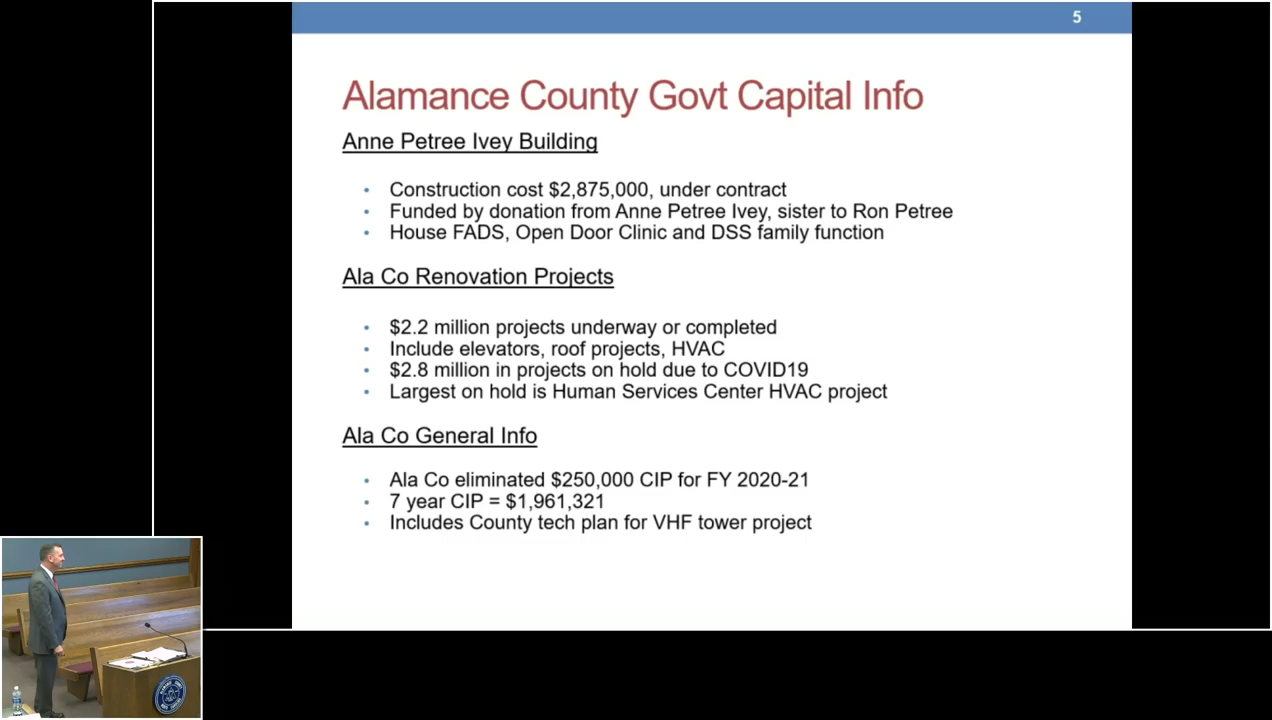 5
Alamance County Govt Capital Info
Anne Petree Ivey Building
• Construction cost $2,875,000, under contract
• Funded by donation from Anne Petree Ivey, sister to Ron Petree
• House FADS, Open Door Clinic and DSS family function
Ala Co Renovation Projects
• $2.2 million projects underway or completed
• Include elevators, roof projects, HVAC
• $2.8 million in projects on hold due to COVID19
• Largest on hold is Human Services Center HVAC project
Ala Co General Info
• Ala Co eliminated $250,000 CIP for FY 2020-21
• 7 year CIP = $1,961,321
• Includes County tech plan for VHF tower project